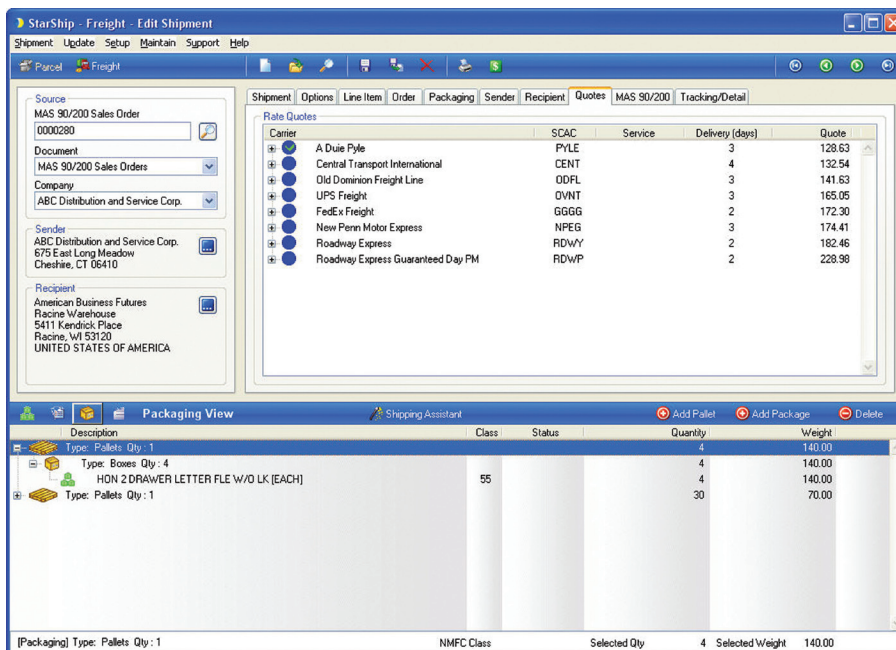 StarShip - Freight - Edit Shipment
Shipment Update Setup Maintain Support Help
Parcel Freight
Source
MAS 90/200 Sales Order
0000280
Document
MAS 90/200 Sales Orders
Company
ABC Distribution and Service Corp.
Sender
ABC Distribution and Service Corp.
675 East Long Meadow
Cheshire, CT 06410
Recipient
American Business Futures
Racine Warehouse
5411 Kendrick Place
Racine, WI 53120
UNITED STATES OF AMERICA
Shipment Options Line Item Order Packaging Sender Recipient Quotes MAS 90/200 Tracking/Detail
Rate Quotes
Carrier SCAC Service Delivery (days) Quote
A Duie Pyle PYLE 3 128.63
Central Transport International CENT 4 132.54
Old Dominion Freight Line ODFL 3 141.63
UPS Freight OVNT 3 165.05
FedEx Freight GGGG 2 172.30
New Penn Motor Express NPEG 3 174.41
Roadway Express RDWY 2 182.46
Roadway Express Guaranteed Day PM RDWP 2 228.98
Packaging View Shipping Assistant Add Pallet Add Package Delete
Description Class Status Quantity Weight
Type: Pallets Qty : 1 4 140.00
Type: Boxes Qty : 4 4 140.00
HON 2 DRAWER LETTER FLE W/O LK [EACH] 55 4 140.00
Type: Pallets Qty : 1 30 70.00
[Packaging] Type: Pallets Qty : 1 NMFC Class Selected Qty 4 Selected Weight 140.00